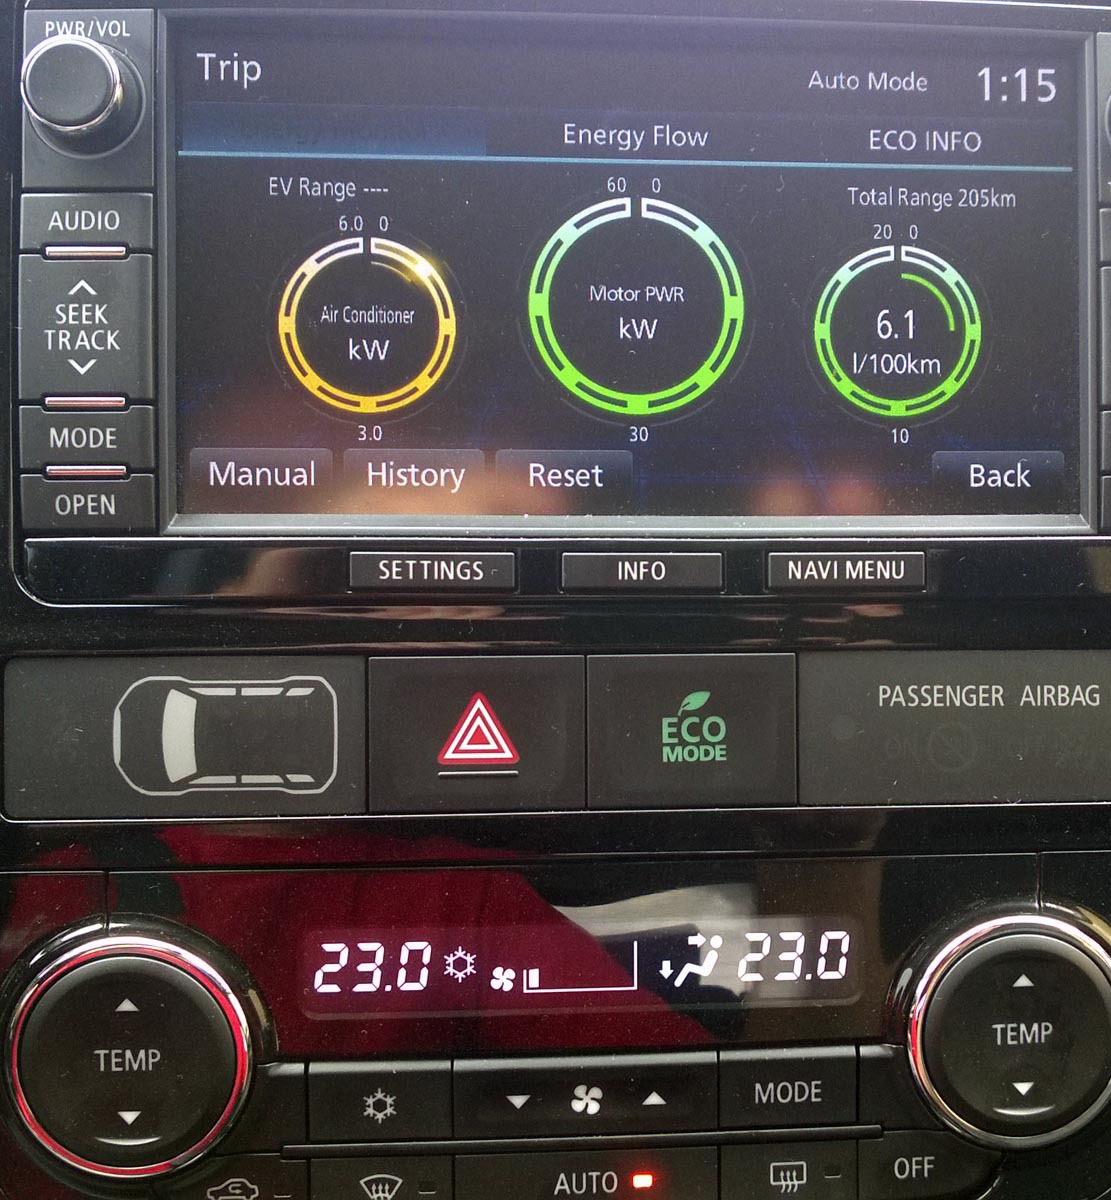 PWR/VOL
Trip
Auto Mode
1:15
Energy Flow
ECO INFO
EV Range ----
60 0
Total Range 205km
6.0 0
20 0
AUDIO
SEEK
TRACK
Air Conditioner
kW
Motor PWR
kW
6.1
l/100km
3.0
30
10
MODE
OPEN
Manual
History
Reset
Back
SETTINGS
INFO
NAVI MENU
ECO
MODE
PASSENGER AIRBAG
23.0
23.0
TEMP
TEMP
MODE
AUTO
OFF